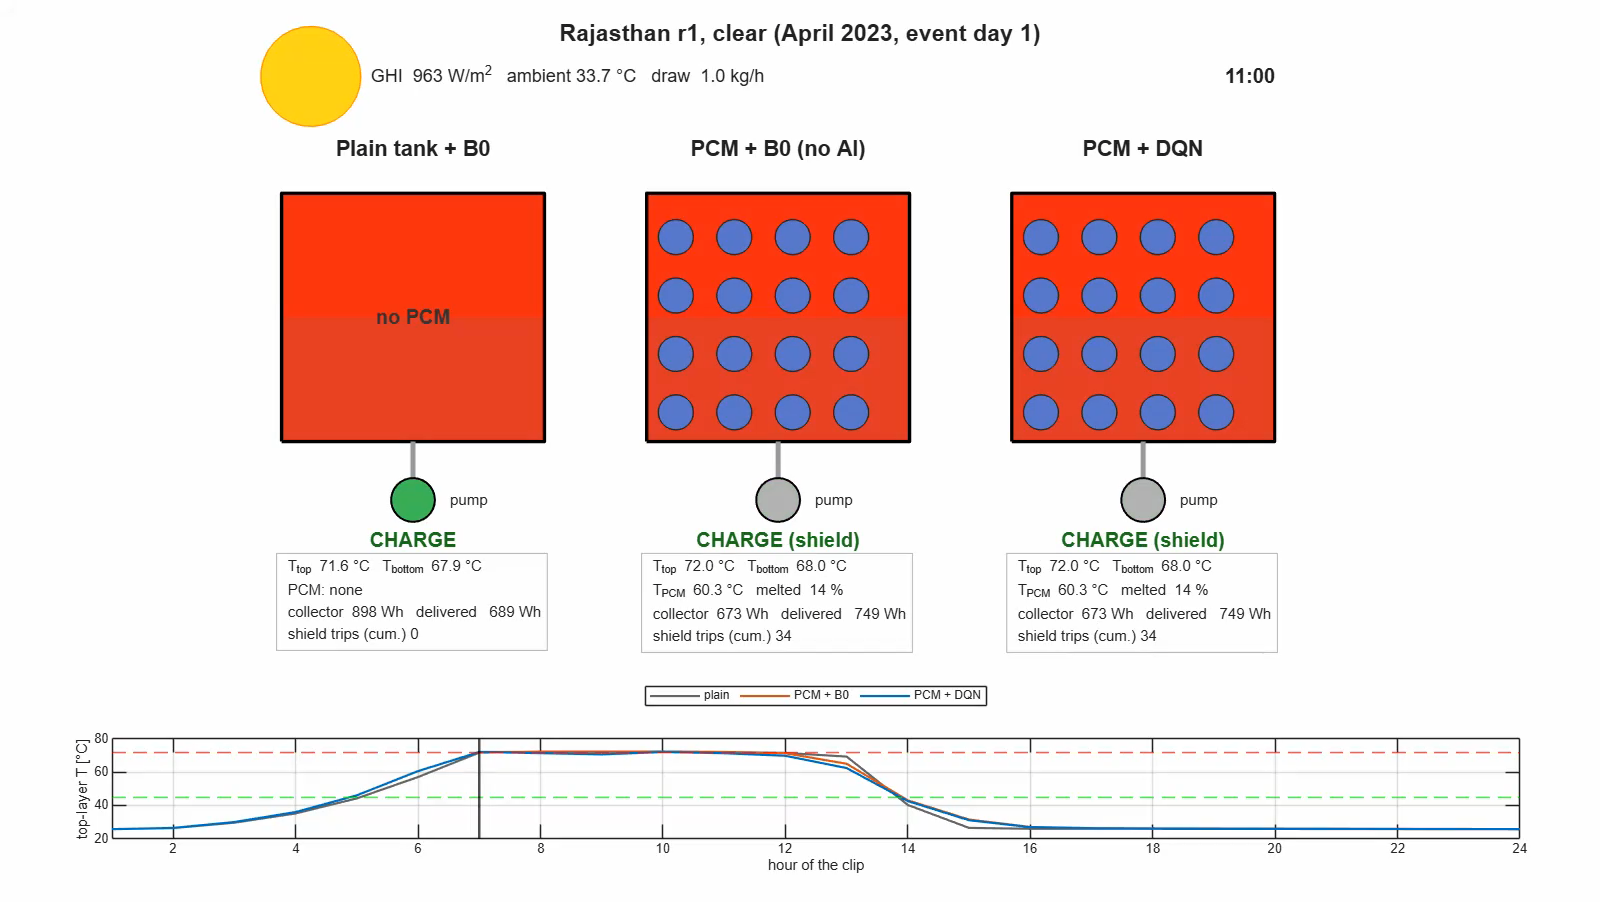 Rajasthan r1, clear (April 2023, event day 1)
GHI 963 W/m² ambient 33.7 °C draw 1.0 kg/h
11:00
Plain tank + B0
PCM + B0 (no AI)
PCM + DQN
no PCM
pump
pump
pump
CHARGE
CHARGE (shield)
CHARGE (shield)
Ttop 71.6 °C Tbottom 67.9 °C
PCM: none
collector 898 Wh delivered 689 Wh
shield trips (cum.) 0
Ttop 72.0 °C Tbottom 68.0 °C
TPCM 60.3 °C melted 14 %
collector 673 Wh delivered 749 Wh
shield trips (cum.) 34
Ttop 72.0 °C Tbottom 68.0 °C
TPCM 60.3 °C melted 14 %
collector 673 Wh delivered 749 Wh
shield trips (cum.) 34
plain PCM + B0 PCM + DQN
top-layer T [°C]
80
60
40
20
2 4 6 8 10 12 14 16 18 20 22 24
hour of the clip